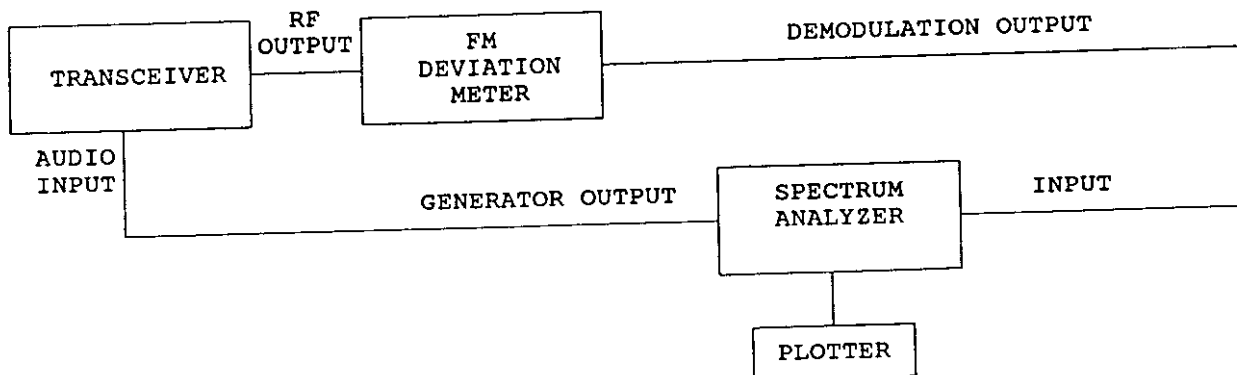 RF
OUTPUT
FM
DEVIATION
METER
DEMODULATION OUTPUT
TRANSCEIVER
AUDIO
INPUT
GENERATOR OUTPUT
SPECTRUM
ANALYZER
INPUT
PLOTTER